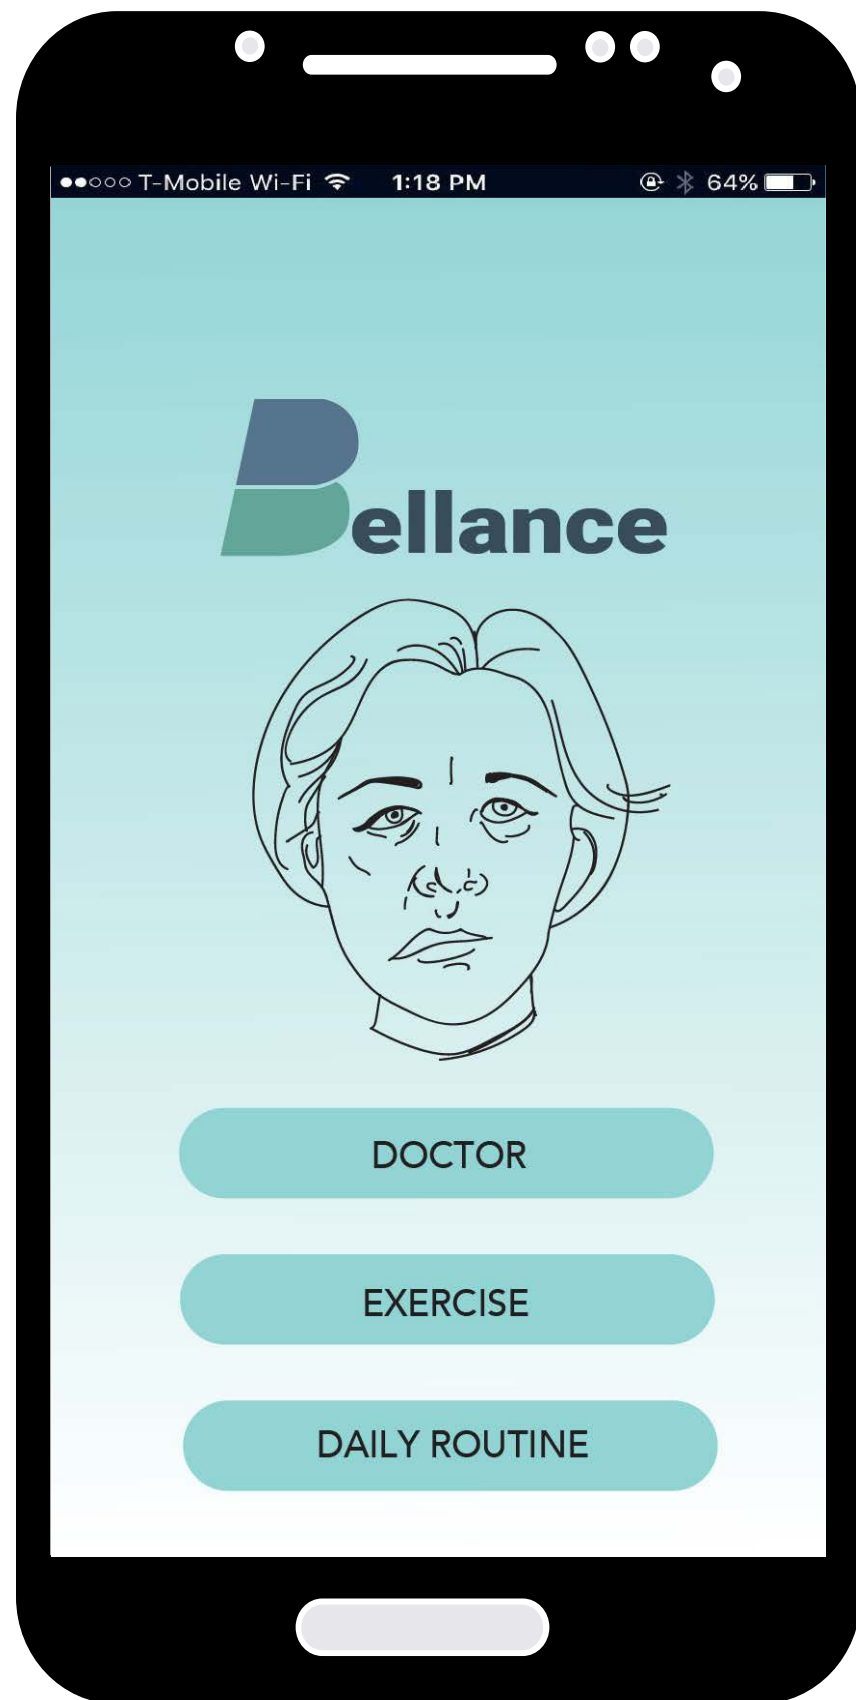 T-Mobile Wi-Fi 1:18 PM 64%
Bellance
DOCTOR
EXERCISE
DAILY ROUTINE